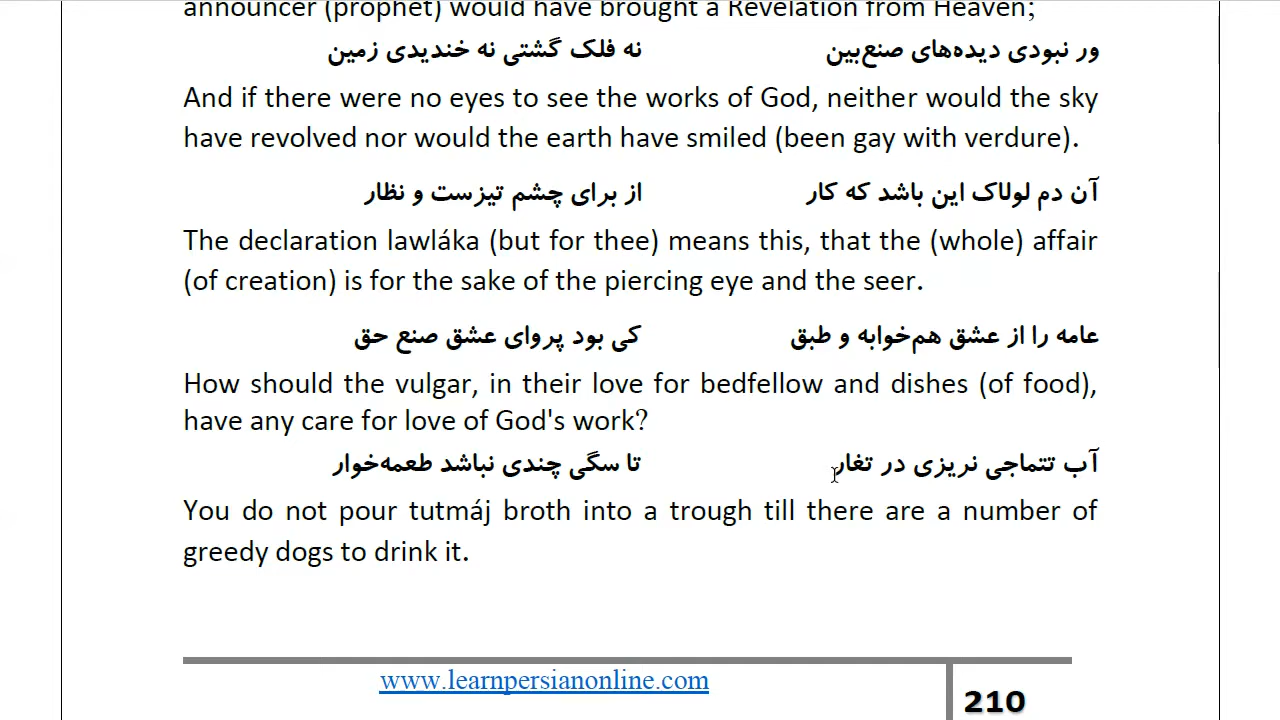 announcer (prophet) would have brought a Revelation from Heaven;
ور نبودی دیده‌های صنع‌بین نه فلک گشتی نه خندیدی زمین
And if there were no eyes to see the works of God, neither would the sky
have revolved nor would the earth have smiled (been gay with verdure).
آن دم لولاک این باشد که کار از برای چشم تیزست و نظار
The declaration lawláka (but for thee) means this, that the (whole) affair
(of creation) is for the sake of the piercing eye and the seer.
عامه را از عشق هم‌خوابه و طبق کی بود پروای عشق صنع حق
How should the vulgar, in their love for bedfellow and dishes (of food),
have any care for love of God's work?
آب تتماجی نریزی در تغار تا سگی چندی نباشد طعمه‌خوار
You do not pour tutmáj broth into a trough till there are a number of
greedy dogs to drink it.
www.learnpersianonline.com
210